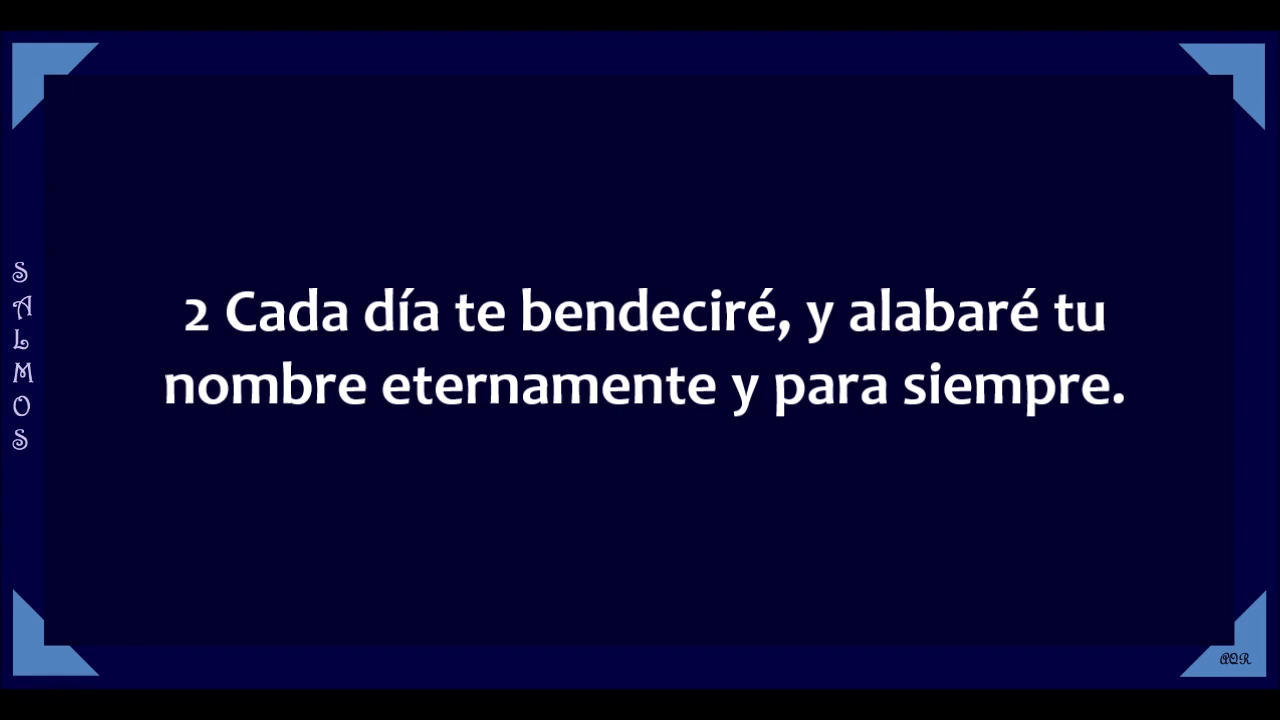 SALMOS
2 Cada día te bendeciré, y alabaré tu
nombre eternamente y para siempre.